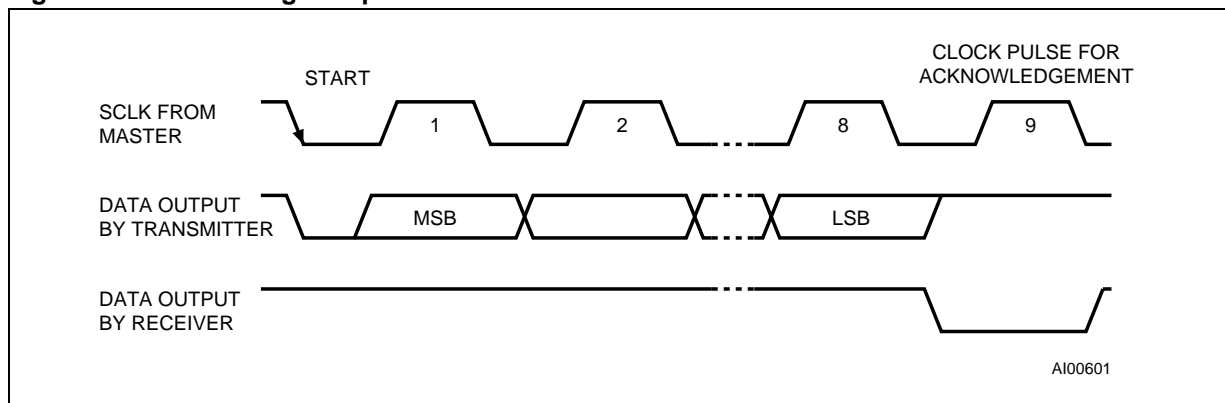 START
CLOCK PULSE FOR
ACKNOWLEDGEMENT
SCLK FROM
MASTER
1
2
8
9
DATA OUTPUT
BY TRANSMITTER
MSB
LSB
DATA OUTPUT
BY RECEIVER
AI00601